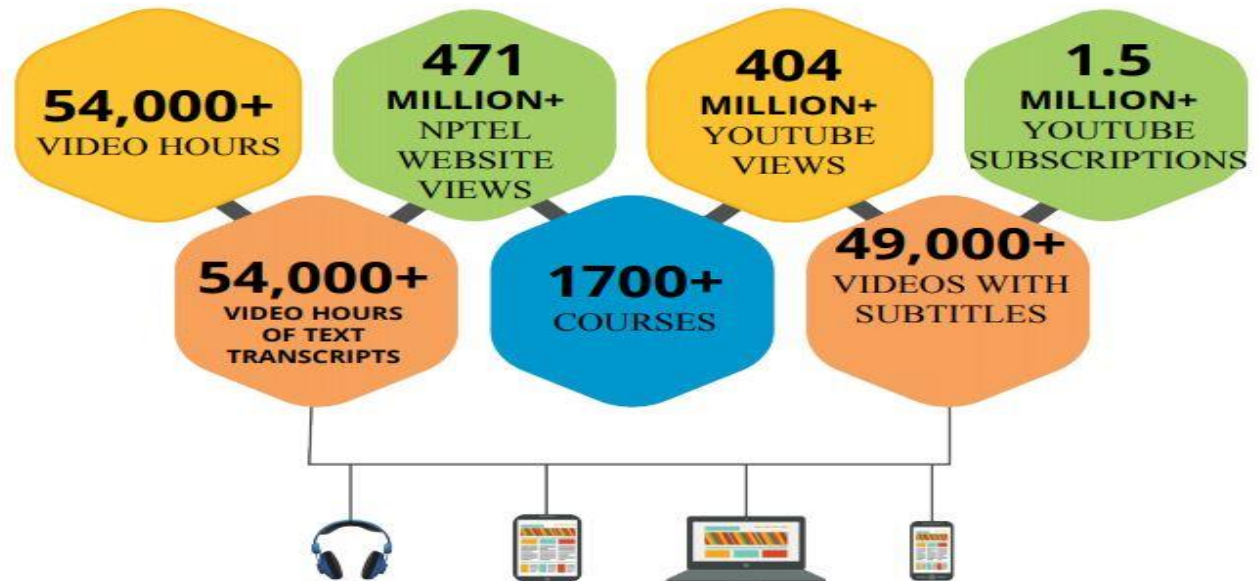 54,000+
VIDEO HOURS
471
MILLION+
NPTEL
WEBSITE
VIEWS
404
MILLION+
YOUTUBE
VIEWS
1.5
MILLION+
YOUTUBE
SUBSCRIPTIONS
54,000+
VIDEO HOURS
OF TEXT
TRANSCRIPTS
1700+
COURSES
49,000+
VIDEOS WITH
SUBTITLES